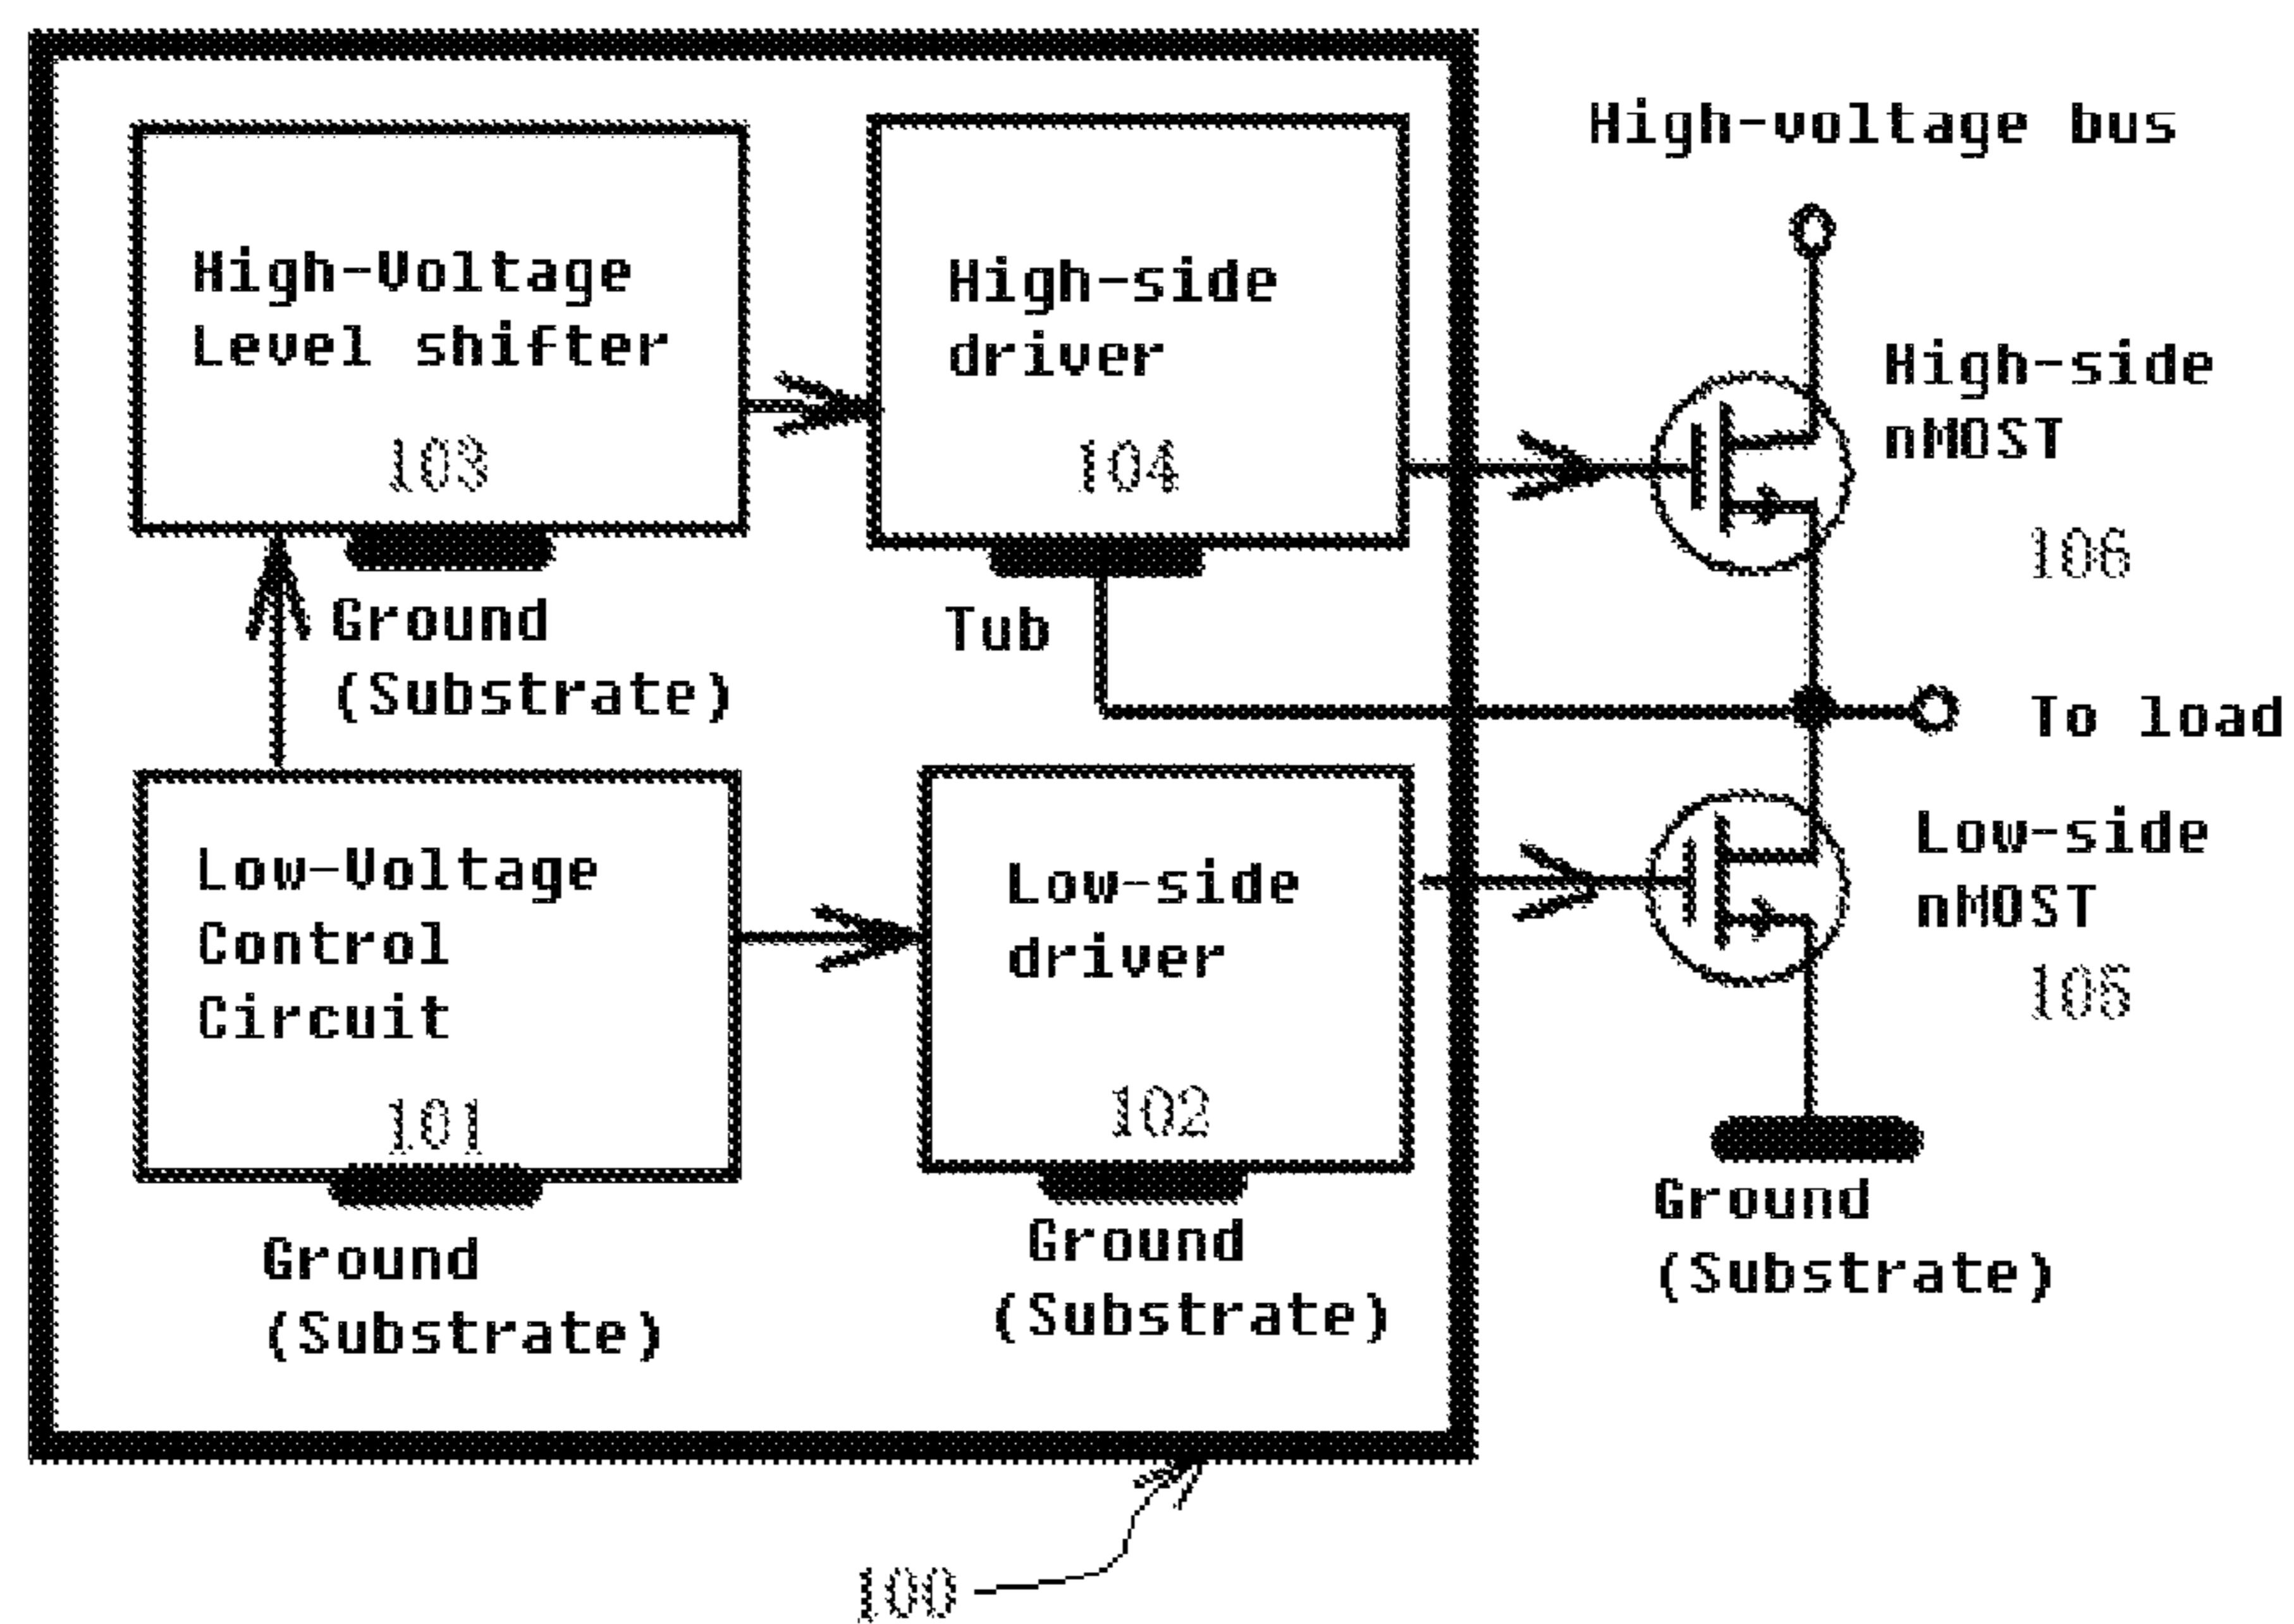 High-Voltage
Level shifter
103
Ground
(Substrate)
High-side
driver
104
Tub
High-voltage bus
High-side
nMOST
106
To load
Low-Voltage
Control
Circuit
101
Ground
(Substrate)
Low-side
driver
102
Ground
(Substrate)
Low-side
nMOST
105
Ground
(Substrate)
100